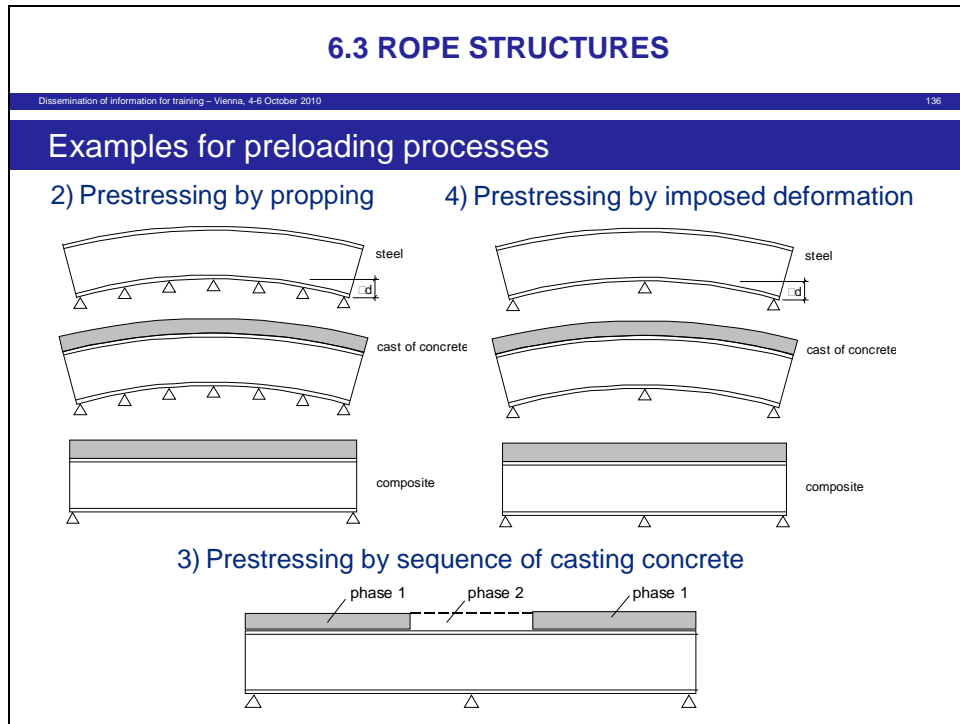 6.3 ROPE STRUCTURES
Dissemination of information for training – Vienna, 4-6 October 2010 136
Examples for preloading processes
2) Prestressing by propping
steel
□d
cast of concrete
composite
4) Prestressing by imposed deformation
steel
□d
cast of concrete
composite
3) Prestressing by sequence of casting concrete
phase 1 phase 2 phase 1